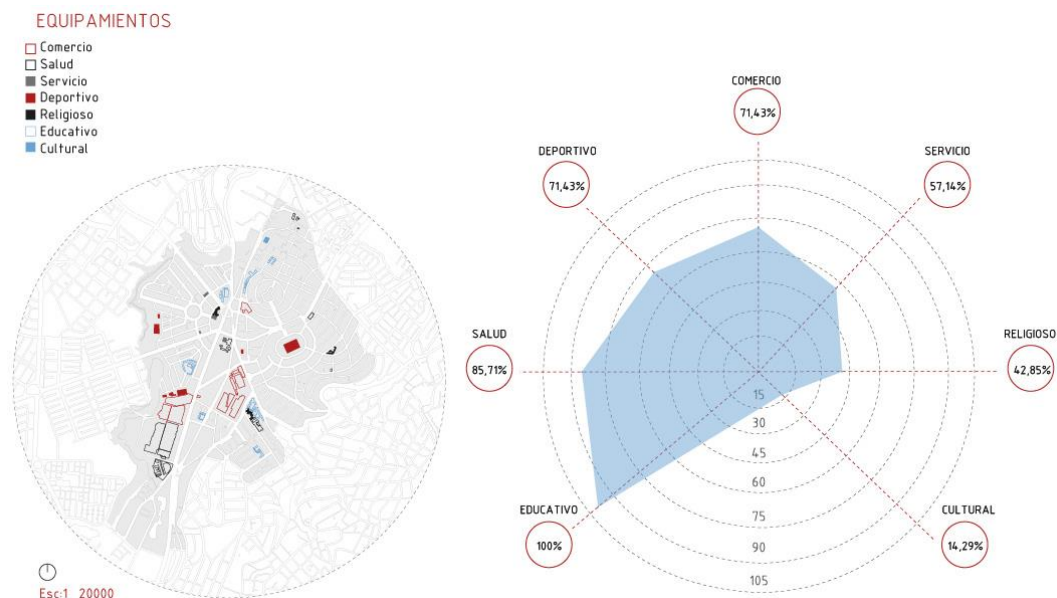 EQUIPAMIENTOS
Comercio
Salud
Servicio
Deportivo
Religioso
Educativo
Cultural
Esc:1 20000
COMERCIO
71,43%
DEPORTIVO
71,43%
SERVICIO
57,14%
SALUD
85,71%
RELIGIOSO
42,85%
15
30
45
60
75
90
105
EDUCATIVO
100%
CULTURAL
14,29%